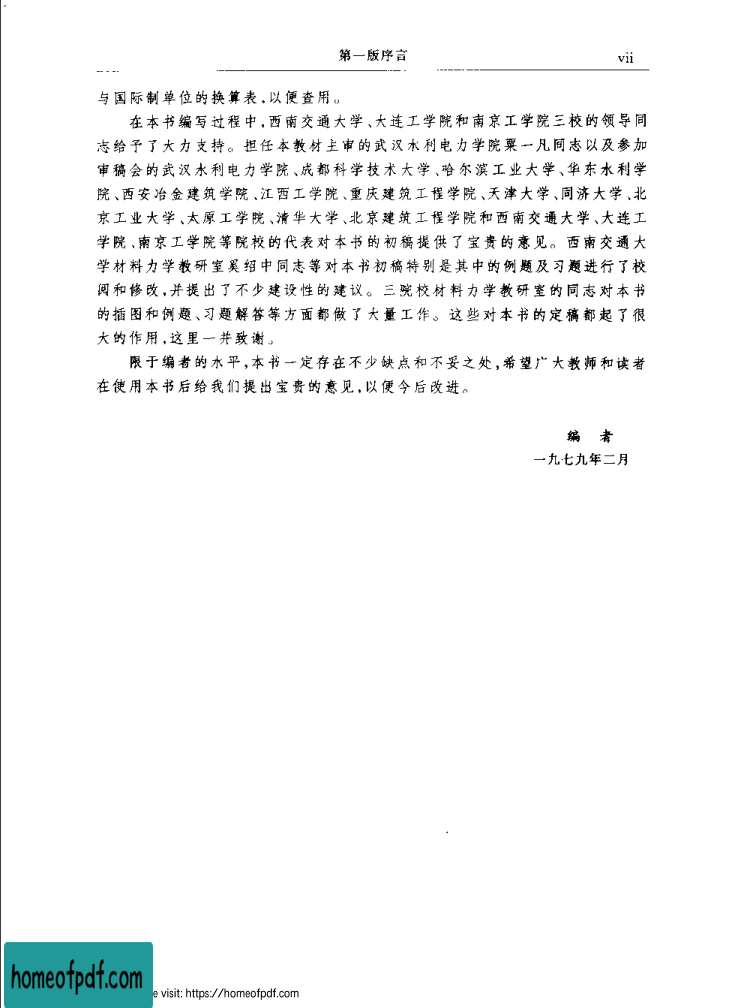 第一版序言
vii
与国际制单位的换算表,以便查用。
在本书编写过程中,西南交通大学、大连工学院和南京工学院三校的领导同
志给予了大力支持。担任本教材主审的武汉水利电力学院粟一凡同志以及参加
审稿会的武汉水利电力学院、成都科学技术大学、哈尔滨工业大学、华东水利学
院、西安冶金建筑学院、江西工学院、重庆建筑工程学院、天津大学、同济大学、北
京工业大学、太原工学院、清华大学、北京建筑工程学院和西南交通大学、大连工
学院、南京工学院等院校的代表对本书的初稿提供了宝贵的意见。西南交通大
学材料力学教研室奚绍中同志等对本书初稿特别是其中的例题及习题进行了校
阅和修改,并提出了不少建设性的建议。三院校材料力学教研室的同志对本书
的插图和例题、习题解答等方面都做了大量工作。这些对本书的定稿都起了很
大的作用,这里一并致谢。
限于编者的水平,本书一定存在不少缺点和不妥之处,希望广大教师和读者
在使用本书后给我们提出宝贵的意见,以便今后改进。
编 者
一九七九年二月
homeofpdf.com
e visit: https://homeofpdf.com